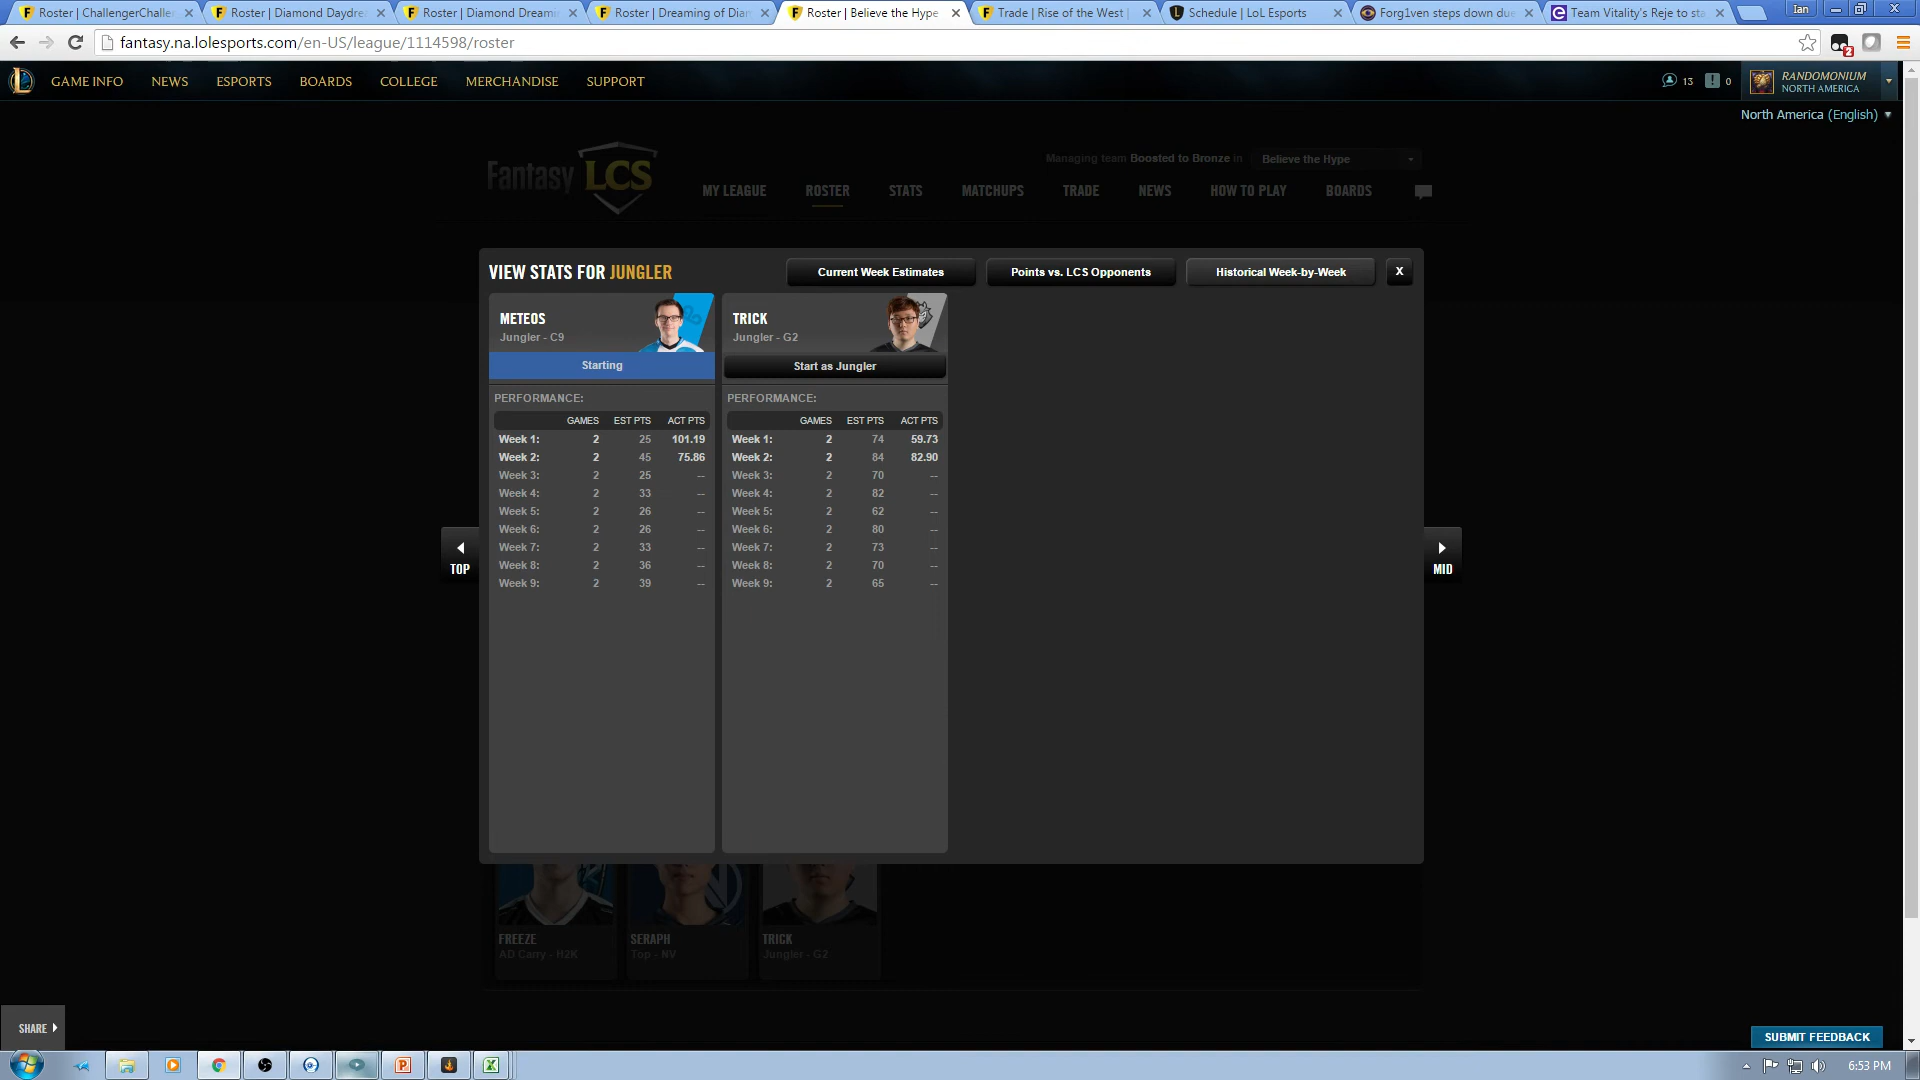 Roster | ChallengerChalle
Roster | Diamond Daydre
Roster | Diamond Dreami
Roster | Dreaming of Dian
Roster | Believe the Hype
Trade | Rise of the West |
Schedule | LoL Esports
Forg1ven steps down due
Team Vitality's Reje to sta
Ian
fantasy.na.lolesports.com/en-US/league/1114598/roster
2
GAME INFO NEWS ESPORTS BOARDS COLLEGE MERCHANDISE SUPPORT
13 0
RANDOMONIUM
NORTH AMERICA
North America (English)
Fantasy LCS
Managing team Boosted to Bronze in Believe the Hype
MY LEAGUE ROSTER STATS MATCHUPS TRADE NEWS HOW TO PLAY BOARDS
VIEW STATS FOR JUNGLER
Current Week Estimates
Points vs. LCS Opponents
Historical Week-by-Week
X
METEOS
Jungler - C9
Starting
PERFORMANCE:
GAMES EST PTS ACT PTS
Week 1: 2 25 101.19
Week 2: 2 45 75.86
Week 3: 2 25 --
Week 4: 2 33 --
Week 5: 2 26 --
Week 6: 2 26 --
Week 7: 2 33 --
Week 8: 2 36 --
Week 9: 2 39 --
TRICK
Jungler - G2
Start as Jungler
PERFORMANCE:
GAMES EST PTS ACT PTS
Week 1: 2 74 59.73
Week 2: 2 84 82.90
Week 3: 2 70 --
Week 4: 2 82 --
Week 5: 2 62 --
Week 6: 2 80 --
Week 7: 2 73 --
Week 8: 2 70 --
Week 9: 2 65 --
TOP
MID
FREEZE
AD Carry - H2K
SERAPH
Top - NV
TRICK
Jungler - G2
SHARE
SUBMIT FEEDBACK
6:53 PM